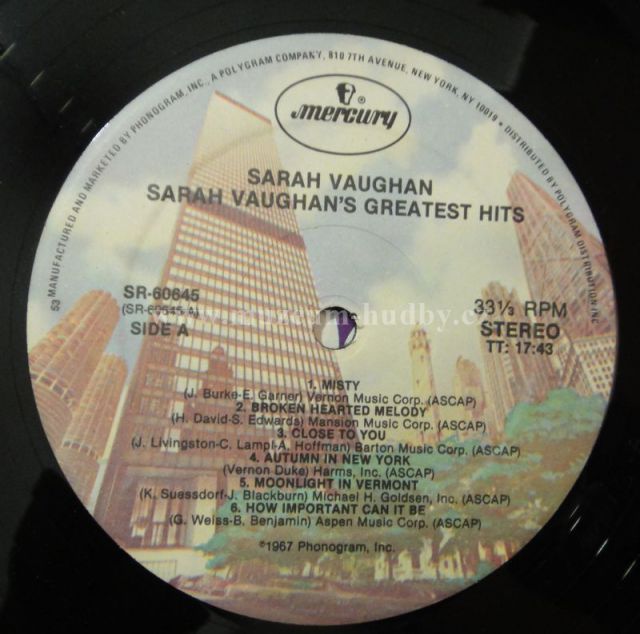 53 MANUFACTURED AND MARKETED BY PHONOGRAM, INC., A POLYGRAM COMPANY, 810 7TH AVENUE, NEW YORK, NY 10019 • DISTRIBUTED BY POLYGRAM DISTRIBUTION INC
mercury®
SARAH VAUGHAN
SARAH VAUGHAN'S GREATEST HITS
SR-60645
(SR-60645 A)
SIDE A
33⅓ RPM
STEREO
TT: 17:43
1. MISTY
(J. Burke-E. Garner) Vernon Music Corp. (ASCAP)
2. BROKEN HEARTED MELODY
(H. David-S. Edwards) Mansion Music Corp. (ASCAP)
3. CLOSE TO YOU
(J. Livingston-C. Lampl-A. Hoffman) Barton Music Corp. (ASCAP)
4. AUTUMN IN NEW YORK
(Vernon Duke) Harms, Inc. (ASCAP)
5. MOONLIGHT IN VERMONT
(K. Suessdorf-J. Blackburn) Michael H. Goldsen, Inc. (ASCAP)
6. HOW IMPORTANT CAN IT BE
(G. Weiss-B. Benjamin) Aspen Music Corp. (ASCAP)
℗1967 Phonogram, Inc.